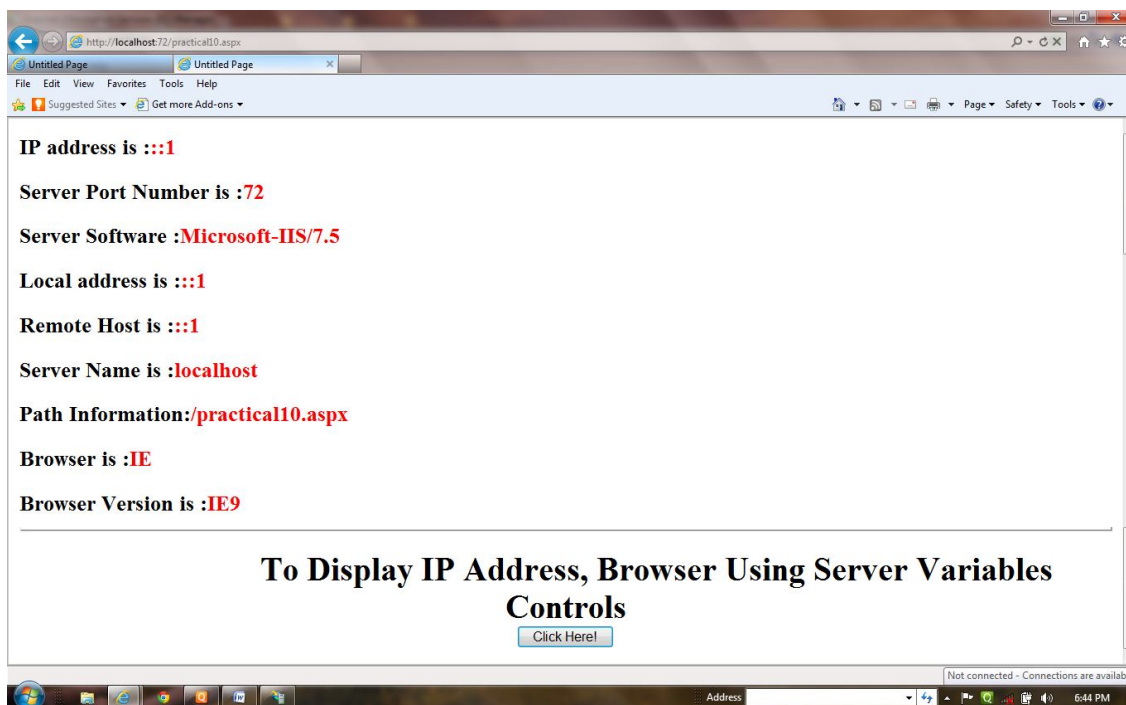 http://localhost:72/practical10.aspx
Untitled Page
Untitled Page
File Edit View Favorites Tools Help
Suggested Sites Get more Add-ons
Page Safety Tools
IP address is :::1
Server Port Number is :72
Server Software :Microsoft-IIS/7.5
Local address is :::1
Remote Host is :::1
Server Name is :localhost
Path Information:/practical10.aspx
Browser is :IE
Browser Version is :IE9
To Display IP Address, Browser Using Server Variables
Controls
Click Here!
Not connected - Connections are availab
Address
6:44 PM